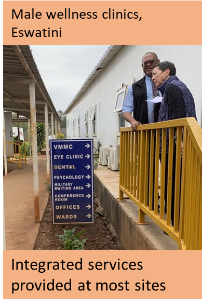 Male wellness clinics,
Eswatini
VMMC
EYE CLINIC
DENTAL
PSYCHOLOGY
MILITARY
WAITING AREA
CONFERENCE
ROOM
OFFICES
WARDS
Integrated services
provided at most sites